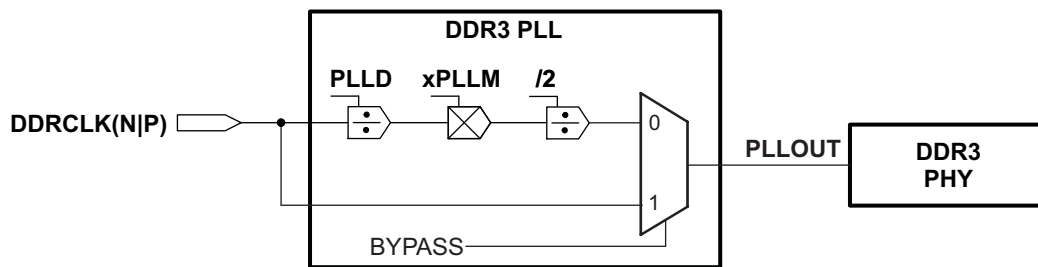 DDR3 PLL
PLLD
xPLLM
/2
DDRCLK(N|P)
0
PLLOUT
DDR3
PHY
1
BYPASS